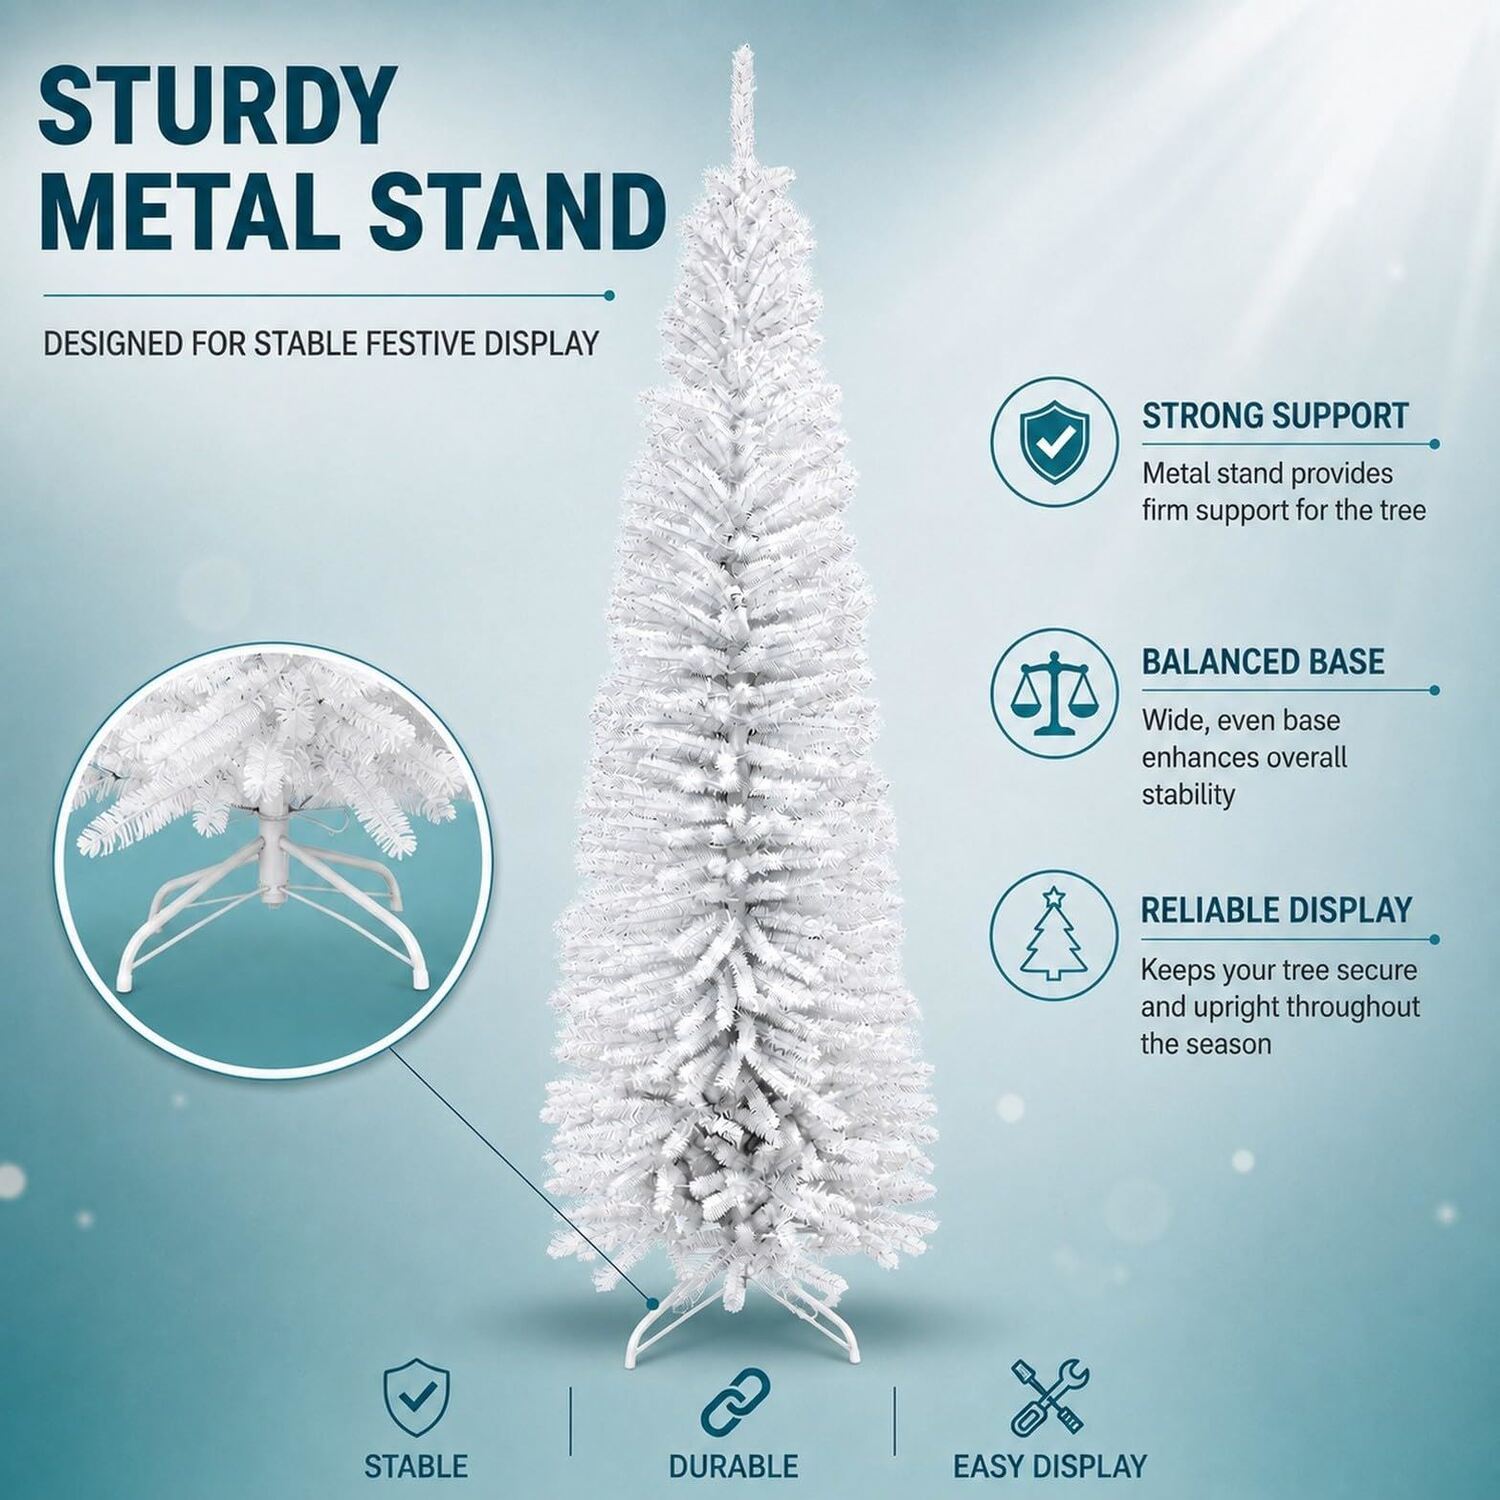 STURDY
METAL STAND
DESIGNED FOR STABLE FESTIVE DISPLAY
STRONG SUPPORT
Metal stand provides
firm support for the tree
BALANCED BASE
Wide, even base
enhances overall
stability
RELIABLE DISPLAY
Keeps your tree secure
and upright throughout
the season
STABLE
DURABLE
EASY DISPLAY